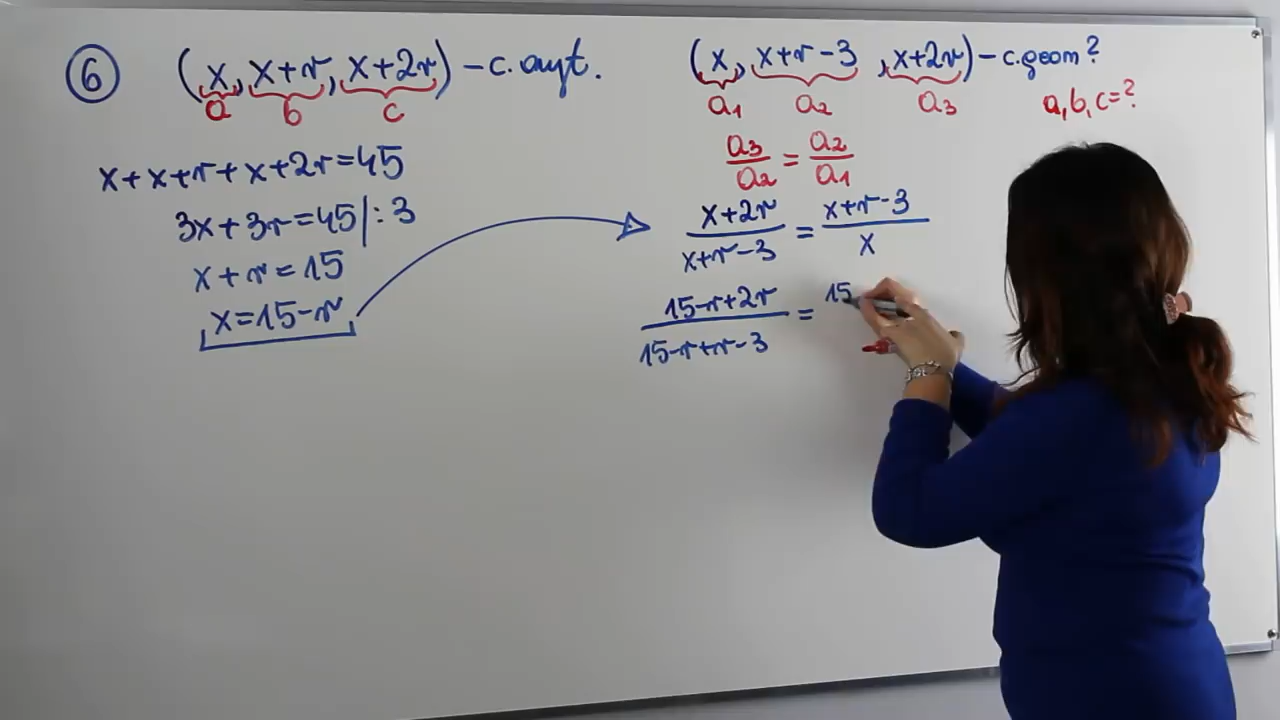 6 (x, x+r, x+2r) - c. aryt.
a b c
x+x+r+x+2r=45
3x+3r=45 |:3
x+r=15
x=15-r
(x, x+r-3, x+2r) - c.geom?
a1 a2 a3 a,b,c=?
a3/a2 = a2/a1
x+2r/x+r-3 = x+r-3/x
15-r+2r/15-r+r-3 = 15